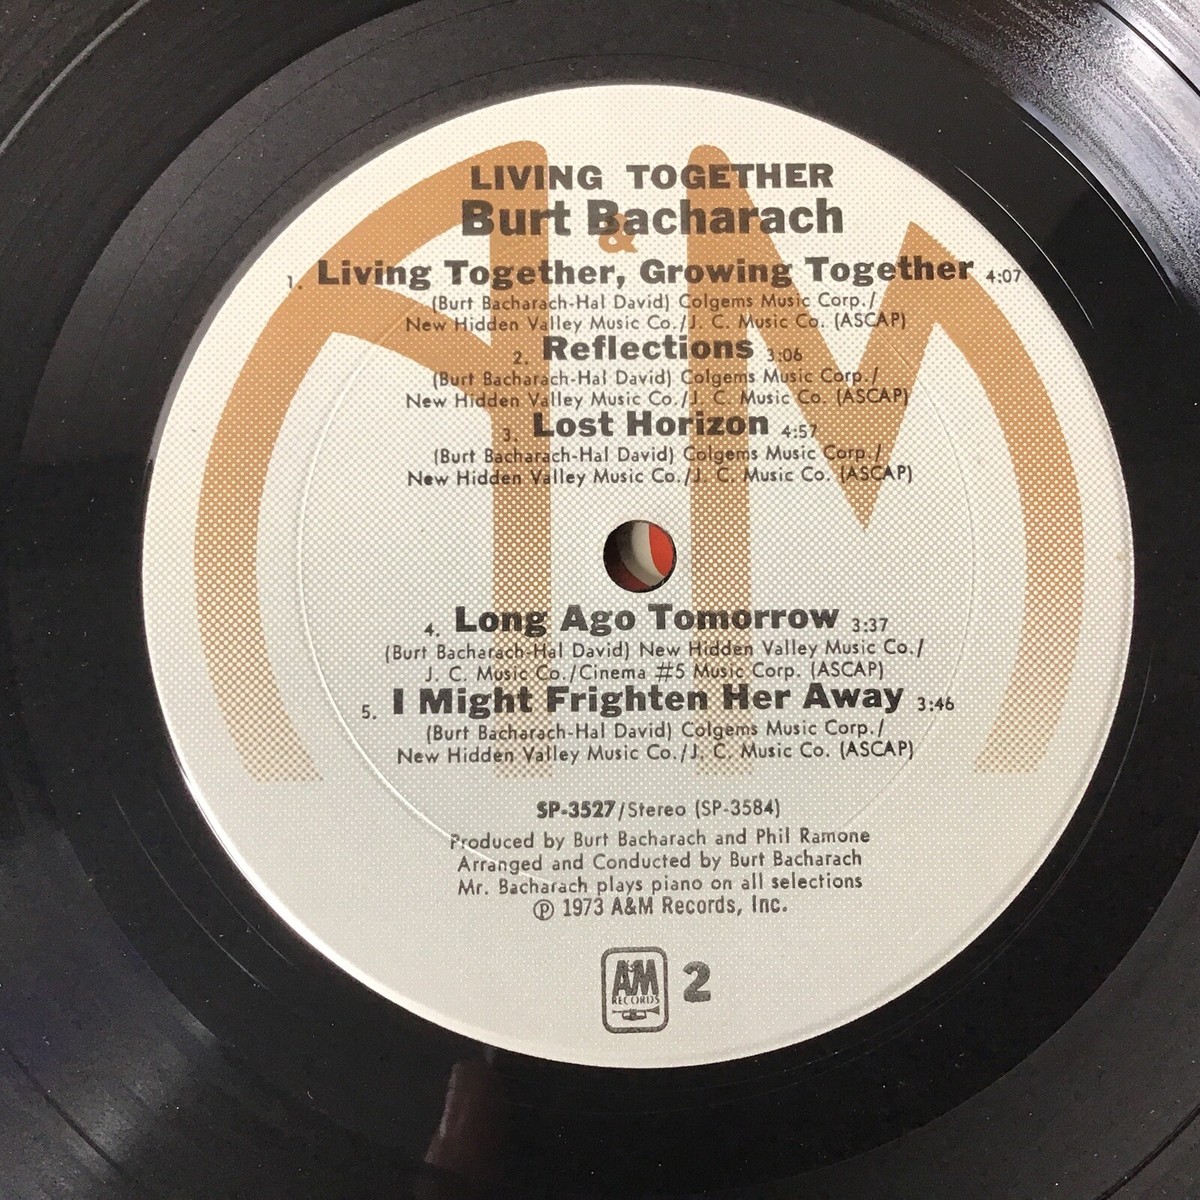 LIVING TOGETHER
Burt Bacharach
&
1. Living Together, Growing Together 4:07
(Burt Bacharach-Hal David) Colgems Music Corp./
New Hidden Valley Music Co./J. C. Music Co. (ASCAP)
2. Reflections 3:06
(Burt Bacharach-Hal David) Colgems Music Corp./
New Hidden Valley Music Co./J. C. Music Co. (ASCAP)
3. Lost Horizon 4:57
(Burt Bacharach-Hal David) Colgems Music Corp./
New Hidden Valley Music Co./J. C. Music Co. (ASCAP)
4. Long Ago Tomorrow 3:37
(Burt Bacharach-Hal David) New Hidden Valley Music Co./
J. C. Music Co./Cinema #5 Music Corp. (ASCAP)
5. I Might Frighten Her Away 3:46
(Burt Bacharach-Hal David) Colgems Music Corp./
New Hidden Valley Music Co./J. C. Music Co. (ASCAP)
SP-3527/Stereo (SP-3584)
Produced by Burt Bacharach and Phil Ramone
Arranged and Conducted by Burt Bacharach
Mr. Bacharach plays piano on all selections
℗ 1973 A&M Records, Inc.
A&M 2
RECORDS